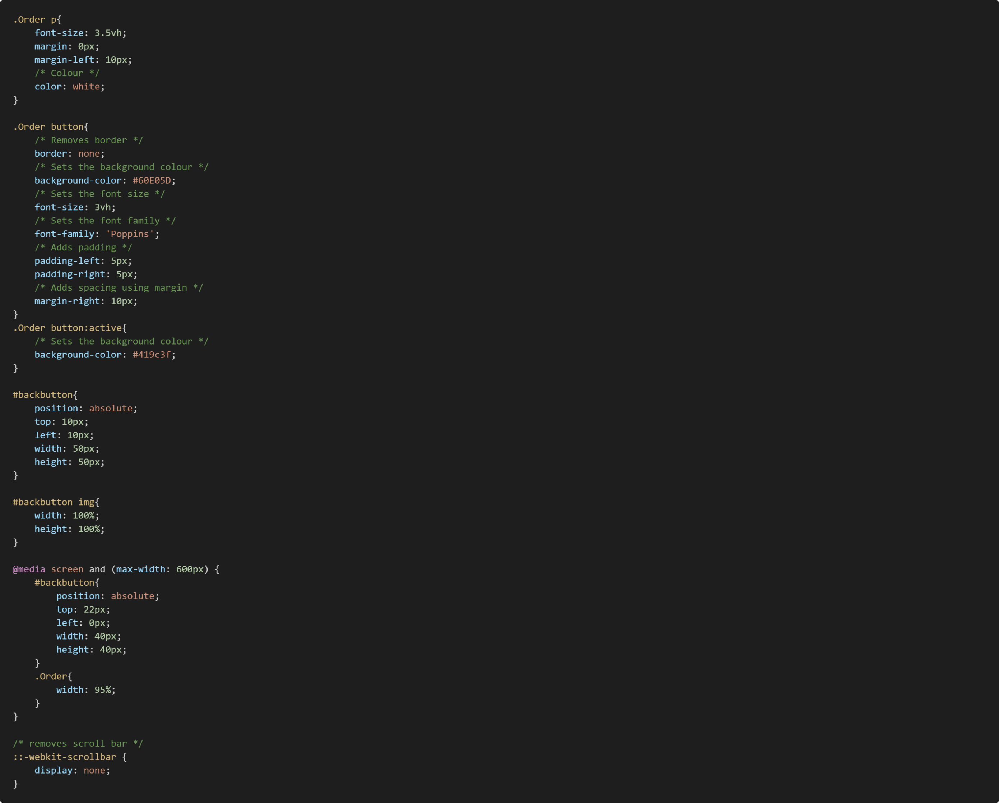 .Order p{
    font-size: 3.5vh;
    margin: 0px;
    margin-left: 10px;
    /* Colour */
    color: white;
}

.Order button{
    /* Removes border */
    border: none;
    /* Sets the background colour */
    background-color: #60E05D;
    /* Sets the font size */
    font-size: 3vh;
    /* Sets the font family */
    font-family: 'Poppins';
    /* Adds padding */
    padding-left: 5px;
    padding-right: 5px;
    /* Adds spacing using margin */
    margin-right: 10px;
}
.Order button:active{
    /* Sets the background colour */
    background-color: #419c3f;
}

#backbutton{
    position: absolute;
    top: 10px;
    left: 10px;
    width: 50px;
    height: 50px;
}

#backbutton img{
    width: 100%;
    height: 100%;
}

@media screen and (max-width: 600px) {
    #backbutton{
        position: absolute;
        top: 22px;
        left: 0px;
        width: 40px;
        height: 40px;
    }
    .Order{
        width: 95%;
    }
}

/* removes scroll bar */
::-webkit-scrollbar {
    display: none;
}